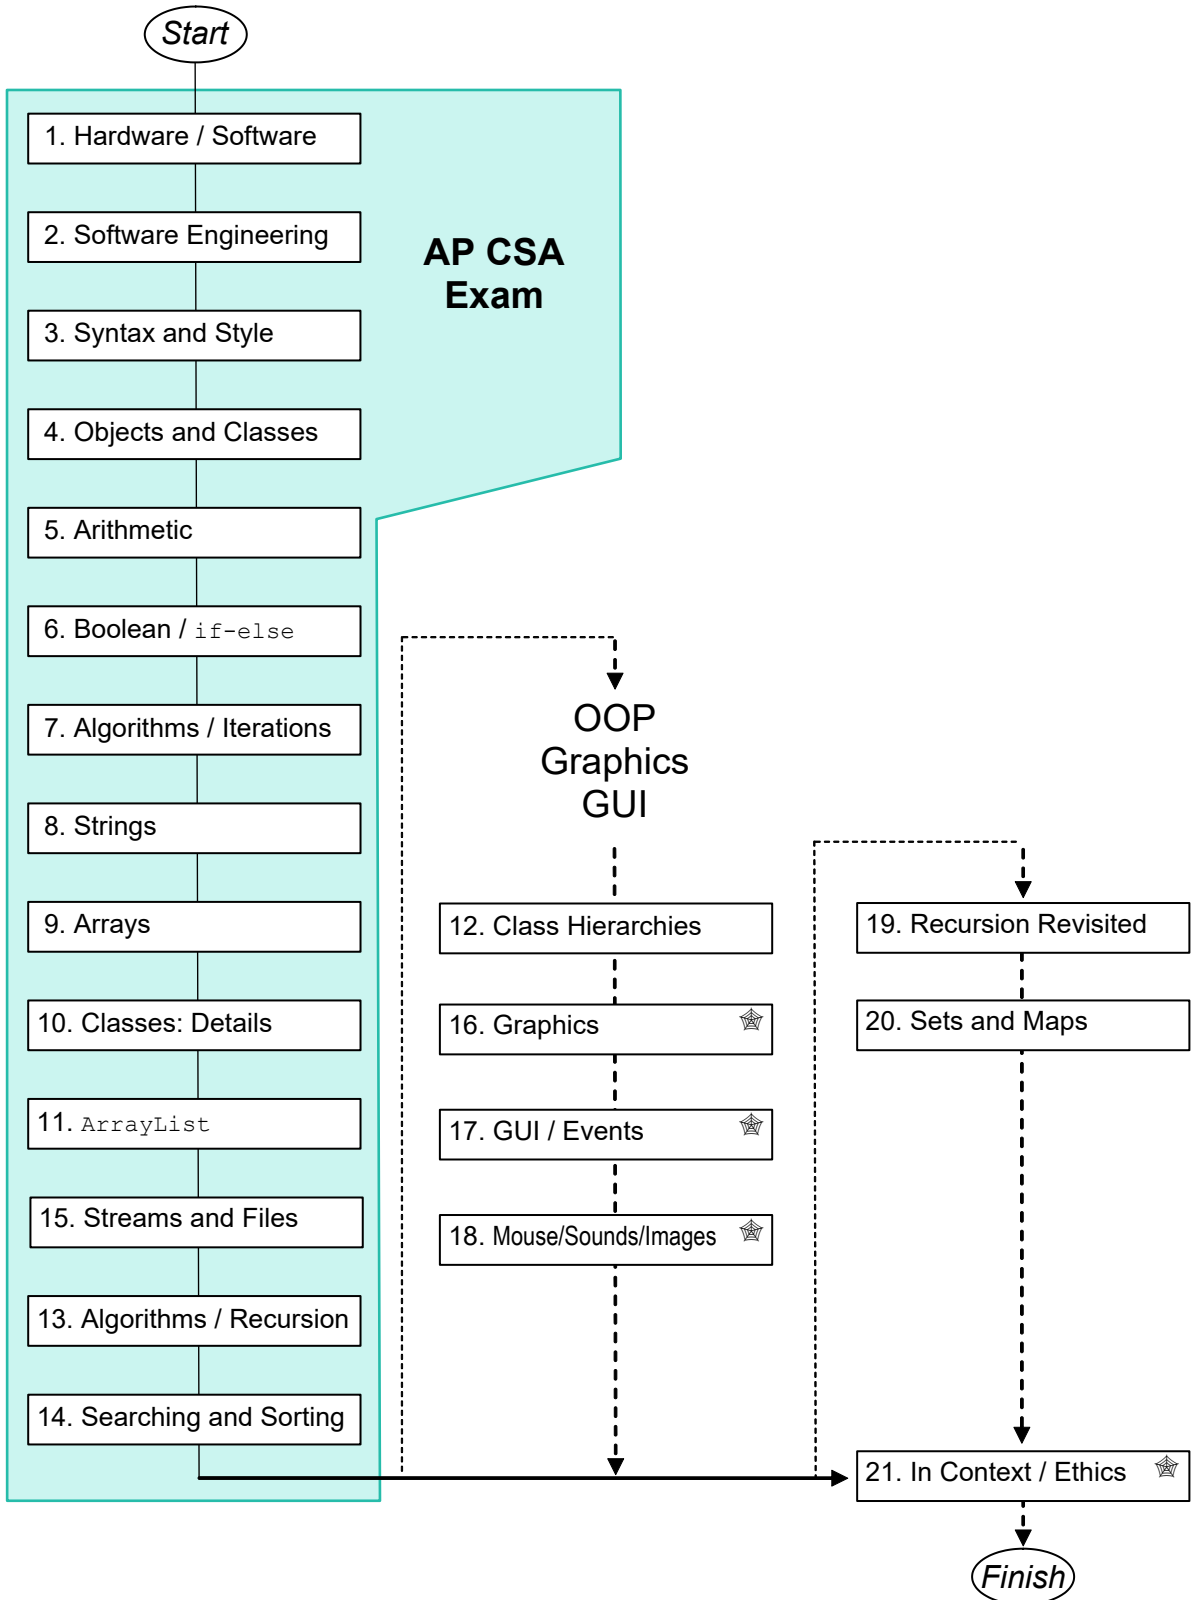 Start
1. Hardware / Software
2. Software Engineering
AP CSA
Exam
3. Syntax and Style
4. Objects and Classes
5. Arithmetic
6. Boolean / if-else
7. Algorithms / Iterations
8. Strings
9. Arrays
10. Classes: Details
11. ArrayList
15. Streams and Files
13. Algorithms / Recursion
14. Searching and Sorting
OOP
Graphics
GUI
12. Class Hierarchies
16. Graphics
17. GUI / Events
18. Mouse/Sounds/Images
19. Recursion Revisited
20. Sets and Maps
21. In Context / Ethics
Finish